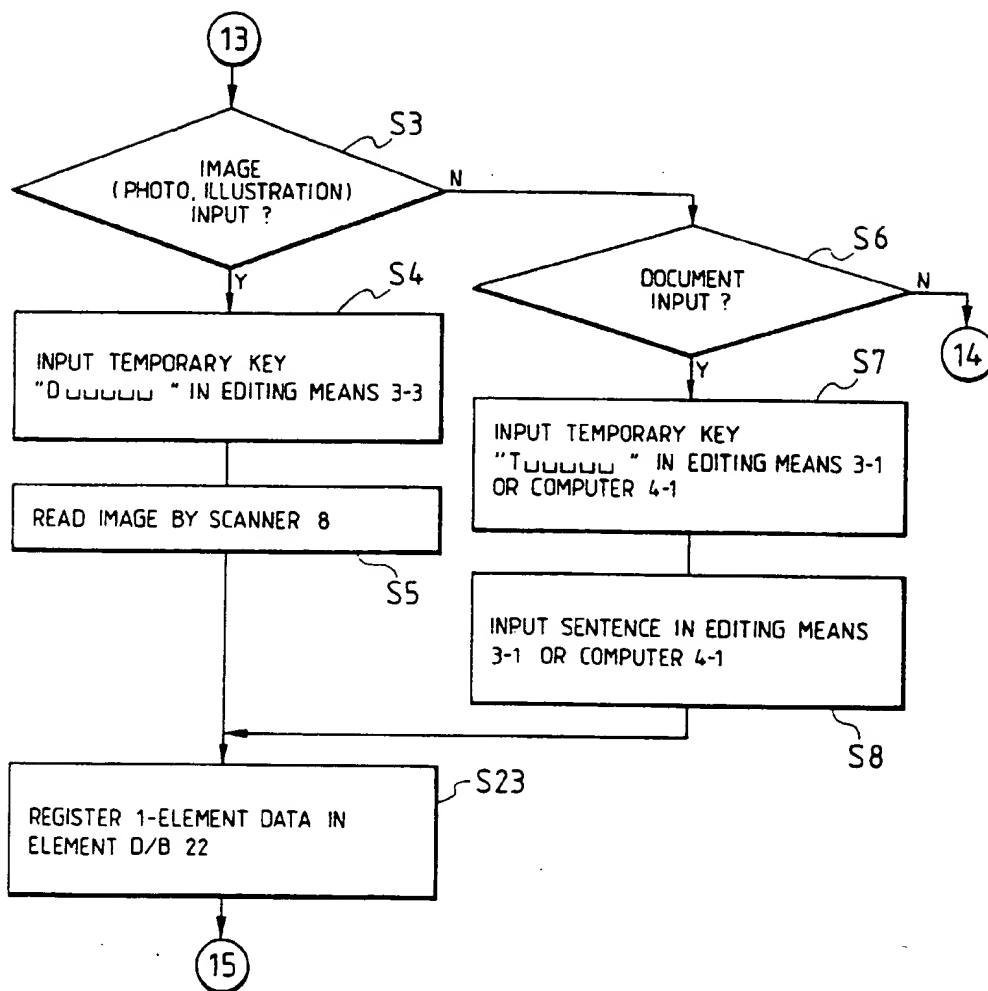 13
S3
IMAGE
(PHOTO, ILLUSTRATION)
INPUT ?
N
Y
S6
DOCUMENT
INPUT ?
N
14
Y
S4
INPUT TEMPORARY KEY
"D␣␣␣␣␣ " IN EDITING MEANS 3-3
READ IMAGE BY SCANNER 8
S5
S7
INPUT TEMPORARY KEY
"T␣␣␣␣␣ " IN EDITING MEANS 3-1
OR COMPUTER 4-1
INPUT SENTENCE IN EDITING MEANS
3-1 OR COMPUTER 4-1
S8
S23
REGISTER 1-ELEMENT DATA IN
ELEMENT D/B 22
15